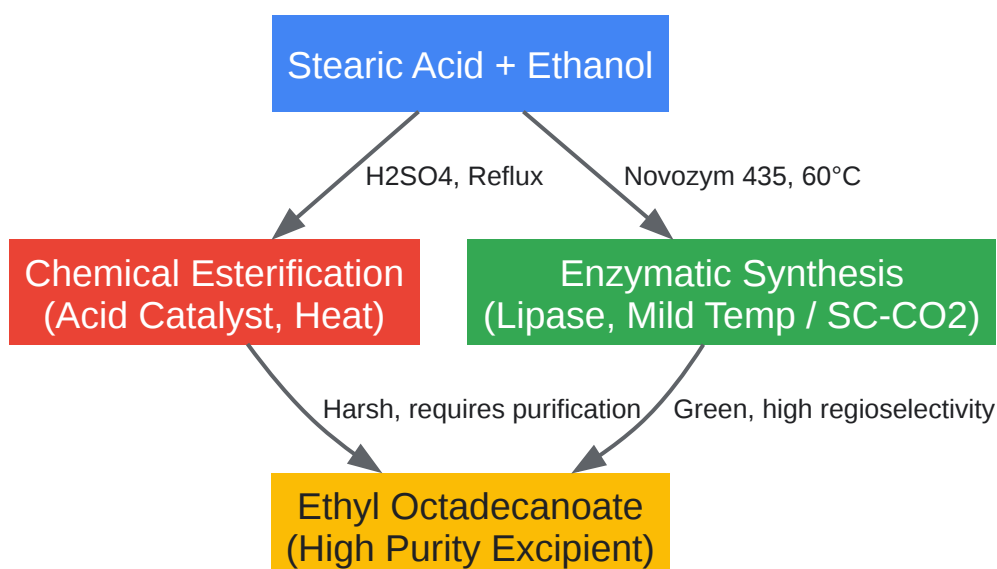 Stearic Acid + Ethanol
H2SO4, Reflux
Novozym 435, 60°C
Chemical Esterification
(Acid Catalyst, Heat)
Enzymatic Synthesis
(Lipase, Mild Temp / SC-CO2)
Harsh, requires purification
Green, high regioselectivity
Ethyl Octadecanoate
(High Purity Excipient)